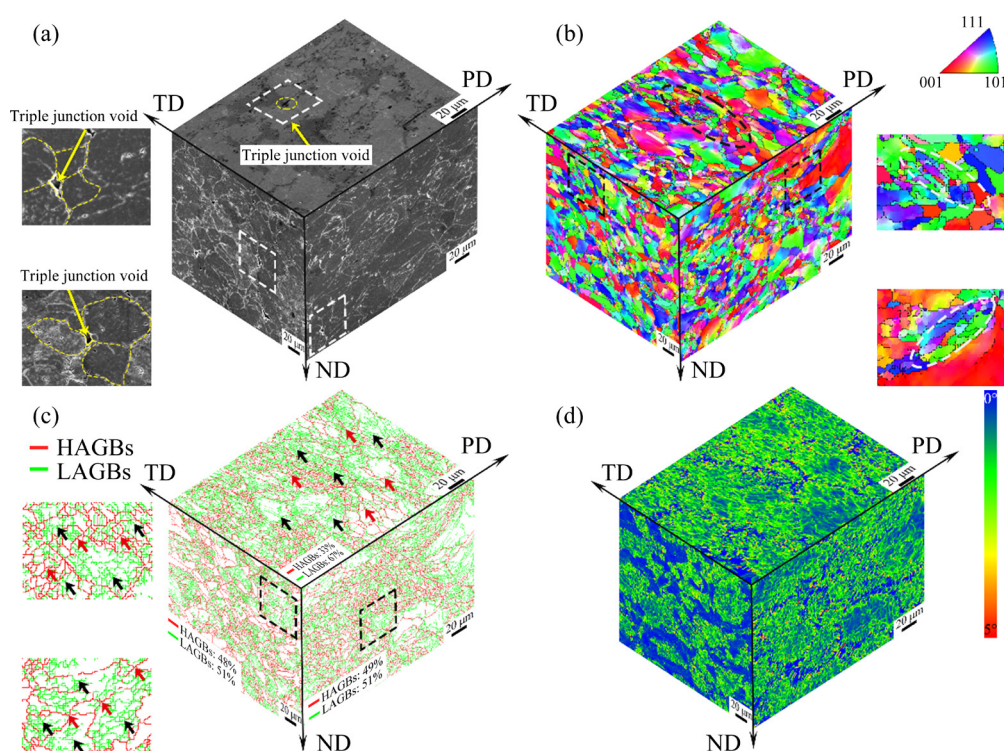 (a)
TD
PD
20 μm
Triple junction void
Triple junction void
20 μm
Triple junction void
20 μm
ND
(b)
111
001
101
TD
PD
20 μm
20 μm
20 μm
ND
(c)
HAGBs
LAGBs
TD
PD
20 μm
HAGBs: 33%
LAGBs: 67%
20 μm
HAGBs: 48%
LAGBs: 51%
HAGBs: 49%
LAGBs: 51%
ND
(d)
0°
TD
PD
20 μm
20 μm
20 μm
5°
ND